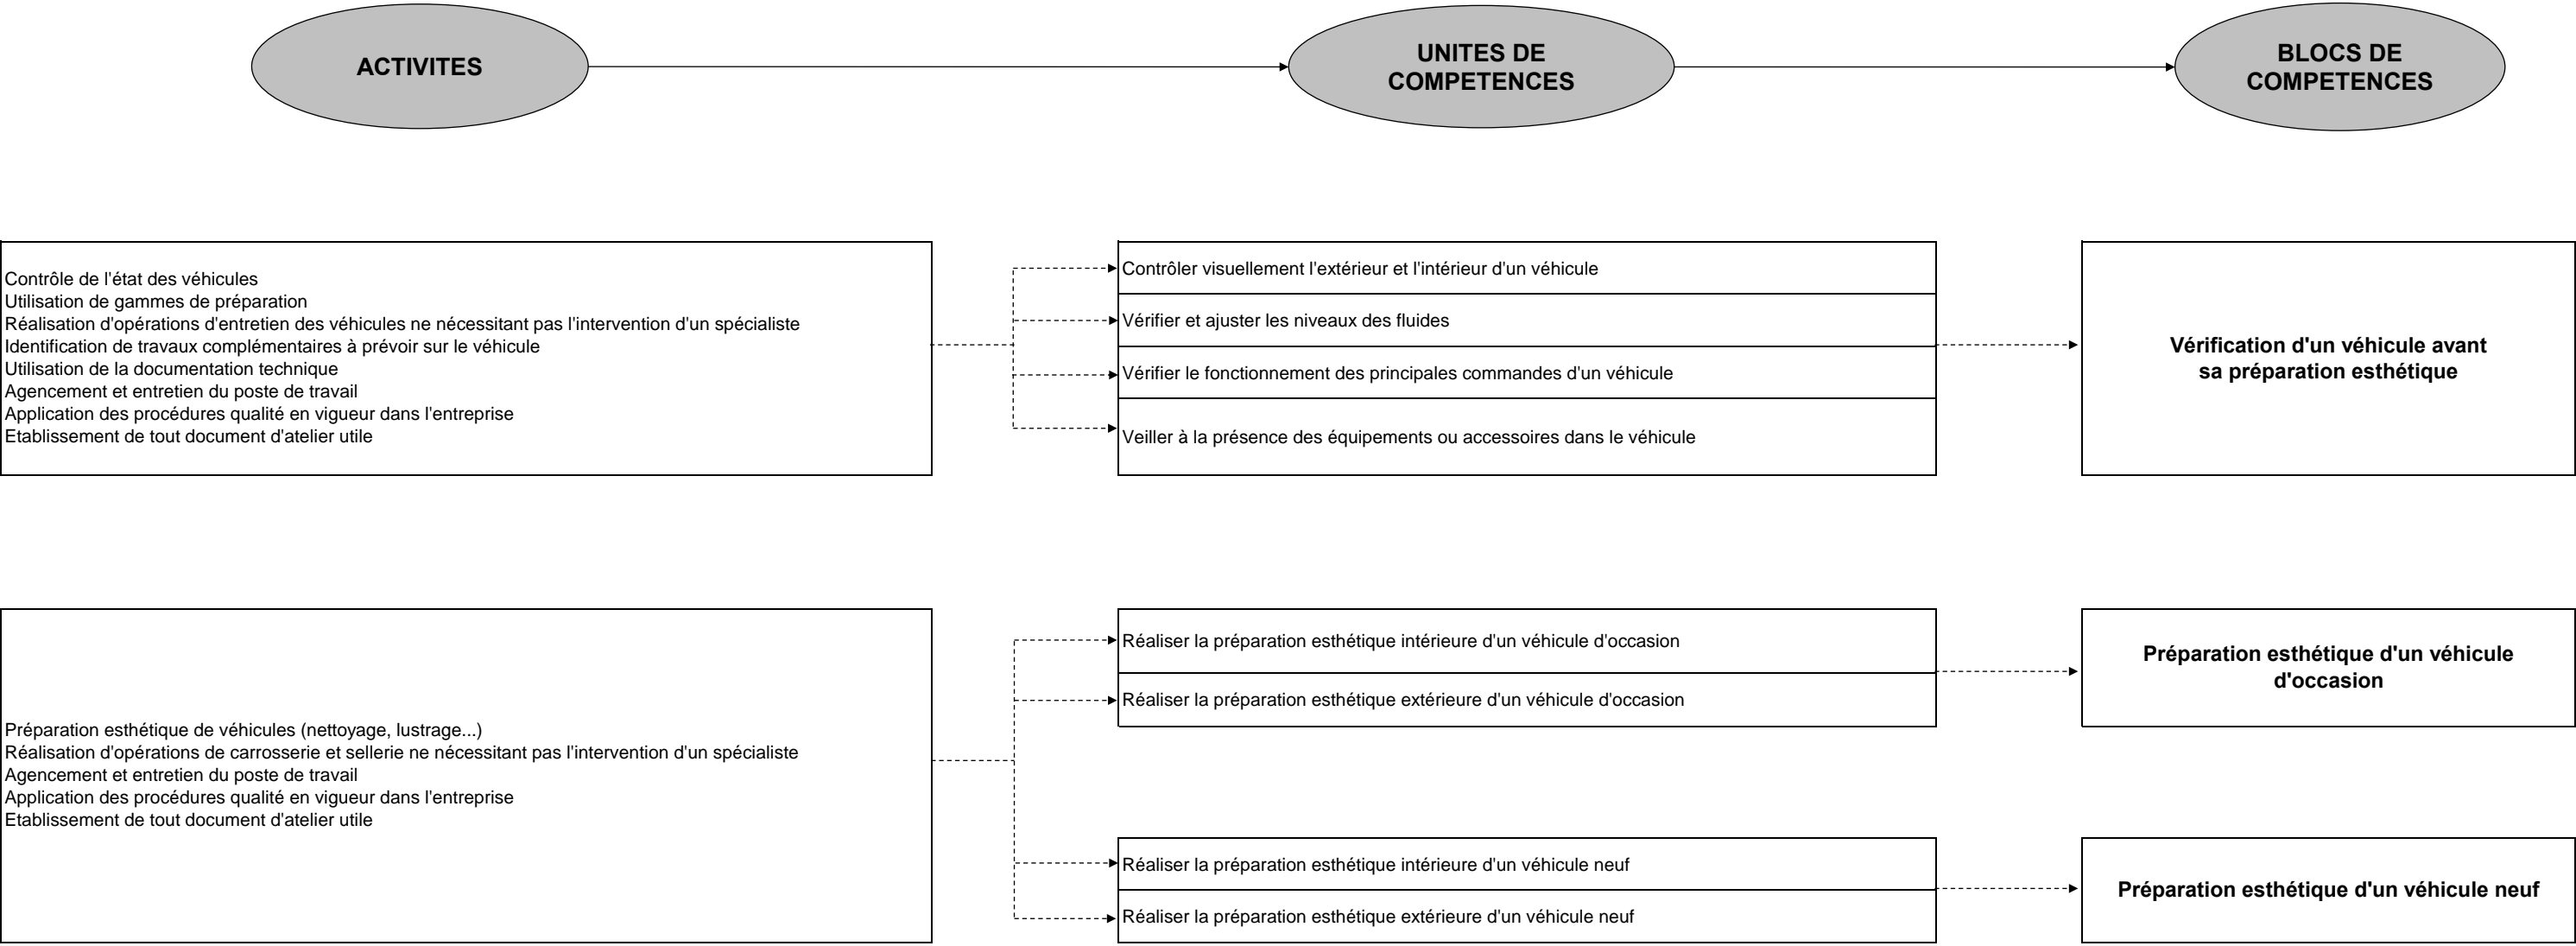 ACTIVITES
UNITES DE
COMPETENCES
BLOCS DE
COMPETENCES
Contrôle de l'état des véhicules
Utilisation de gammes de préparation
Réalisation d'opérations d'entretien des véhicules ne nécessitant pas l'intervention d'un spécialiste
Identification de travaux complémentaires à prévoir sur le véhicule
Utilisation de la documentation technique
Agencement et entretien du poste de travail
Application des procédures qualité en vigueur dans l'entreprise
Etablissement de tout document d'atelier utile
Contrôler visuellement l'extérieur et l'intérieur d'un véhicule
Vérifier et ajuster les niveaux des fluides
Vérifier le fonctionnement des principales commandes d'un véhicule
Veiller à la présence des équipements ou accessoires dans le véhicule
Vérification d'un véhicule avant
sa préparation esthétique
Préparation esthétique de véhicules (nettoyage, lustrage...)
Réalisation d'opérations de carrosserie et sellerie ne nécessitant pas l'intervention d'un spécialiste
Agencement et entretien du poste de travail
Application des procédures qualité en vigueur dans l'entreprise
Etablissement de tout document d'atelier utile
Réaliser la préparation esthétique intérieure d'un véhicule d'occasion
Réaliser la préparation esthétique extérieure d'un véhicule d'occasion
Préparation esthétique d'un véhicule
d'occasion
Réaliser la préparation esthétique intérieure d'un véhicule neuf
Réaliser la préparation esthétique extérieure d'un véhicule neuf
Préparation esthétique d'un véhicule neuf